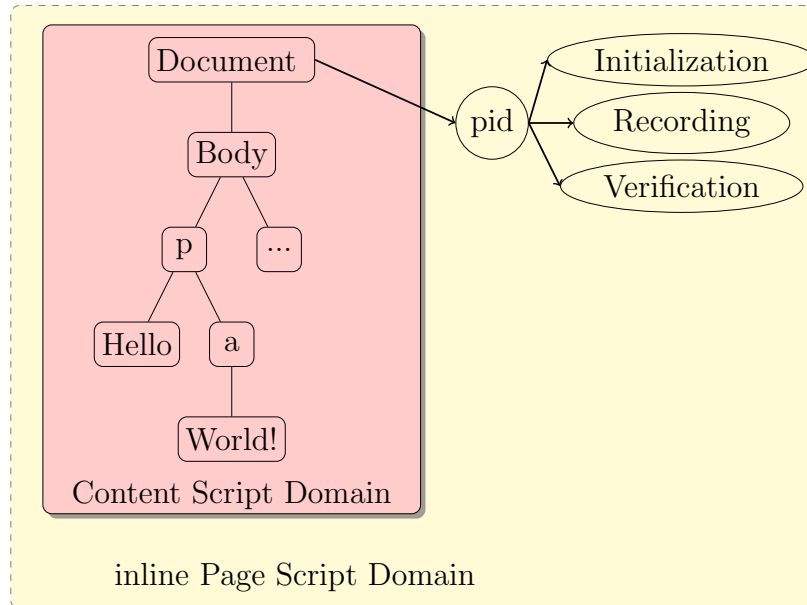 Document
Initialization
pid
Recording
Body
Verification
p
...
Hello
a
World!
Content Script Domain
inline Page Script Domain